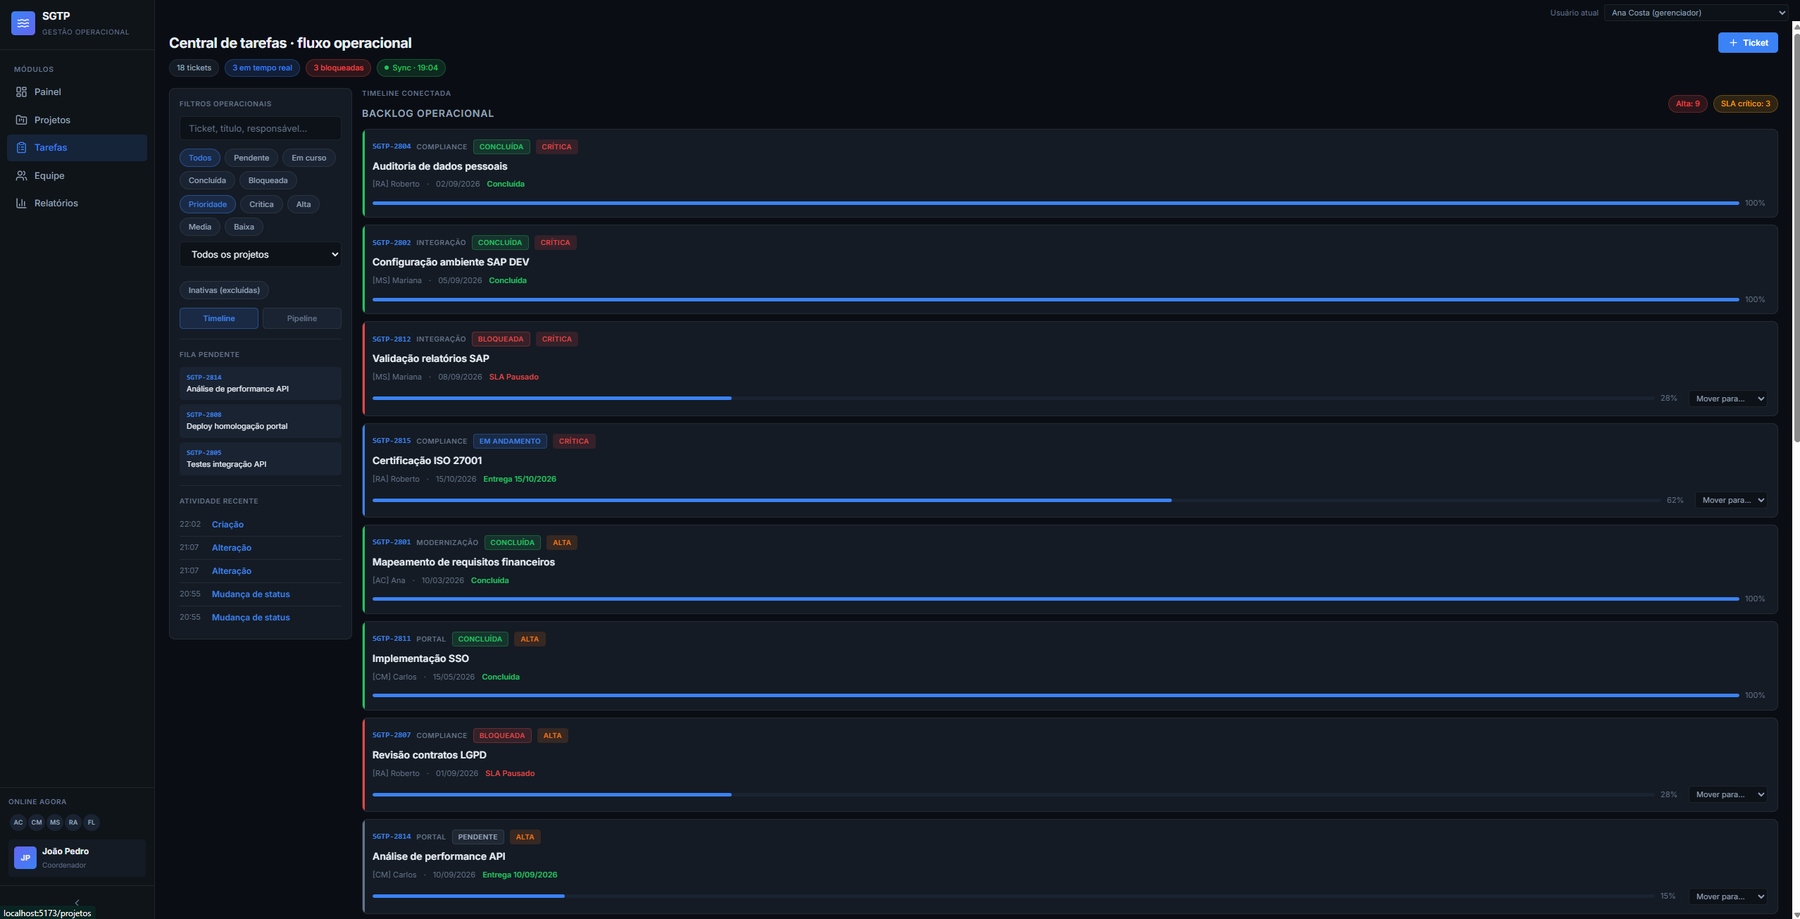 SGTP
GESTÃO OPERACIONAL
MÓDULOS
Painel
Projetos
Tarefas
Equipe
Relatórios
ONLINE AGORA
AC CM MS RA FL
JP
João Pedro
Coordenador
localhost:5173/projetos
Usuário atual
Ana Costa (gerenciador)
Central de tarefas · fluxo operacional
+ Ticket
18 tickets
3 em tempo real
3 bloqueadas
Sync · 19:04
FILTROS OPERACIONAIS
Ticket, título, responsável...
Todos Pendente Em curso
Concluída Bloqueada
Prioridade Crítica Alta
Media Baixa
Todos os projetos
Inativas (excluídas)
Timeline Pipeline
FILA PENDENTE
SGTP-2814
Análise de performance API
SGTP-2808
Deploy homologação portal
SGTP-2805
Testes integração API
ATIVIDADE RECENTE
22:02 Criação
21:07 Alteração
21:07 Alteração
20:55 Mudança de status
20:55 Mudança de status
TIMELINE CONECTADA
BACKLOG OPERACIONAL
Alta: 9
SLA crítico: 3
SGTP-2804 COMPLIANCE CONCLUÍDA CRÍTICA
Auditoria de dados pessoais
[RA] Roberto · 02/09/2026 Concluída
100%
SGTP-2802 INTEGRAÇÃO CONCLUÍDA CRÍTICA
Configuração ambiente SAP DEV
[MS] Mariana · 05/09/2026 Concluída
100%
SGTP-2812 INTEGRAÇÃO BLOQUEADA CRÍTICA
Validação relatórios SAP
[MS] Mariana · 08/09/2026 SLA Pausado
28% Mover para...
SGTP-2815 COMPLIANCE EM ANDAMENTO CRÍTICA
Certificação ISO 27001
[RA] Roberto · 15/10/2026 Entrega 15/10/2026
62% Mover para...
SGTP-2801 MODERNIZAÇÃO CONCLUÍDA ALTA
Mapeamento de requisitos financeiros
[AC] Ana · 10/03/2026 Concluída
100%
SGTP-2811 PORTAL CONCLUÍDA ALTA
Implementação SSO
[CM] Carlos · 15/05/2026 Concluída
100%
SGTP-2807 COMPLIANCE BLOQUEADA ALTA
Revisão contratos LGPD
[RA] Roberto · 01/09/2026 SLA Pausado
28% Mover para...
SGTP-2814 PORTAL PENDENTE ALTA
Análise de performance API
[CM] Carlos · 10/09/2026 Entrega 10/09/2026
15% Mover para...